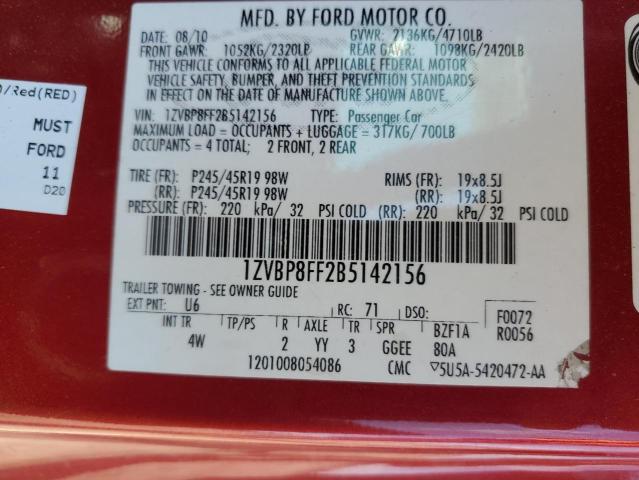 MFD. BY FORD MOTOR CO.
DATE: 08/10 GVWR: 2136KG/4710LB
FRONT GAWR: 1052KG/2320LB REAR GAWR: 1098KG/2420LB
THIS VEHICLE CONFORMS TO ALL APPLICABLE FEDERAL MOTOR
VEHICLE SAFETY, BUMPER, AND THEFT PREVENTION STANDARDS
IN EFFECT ON THE DATE OF MANUFACTURE SHOWN ABOVE.
VIN: 1ZVBP8FF2B5142156 TYPE: Passenger Car
MAXIMUM LOAD = OCCUPANTS + LUGGAGE = 317KG/ 700LB
OCCUPANTS = 4 TOTAL; 2 FRONT, 2 REAR
TIRE (FR): P245/45R19 98W RIMS (FR): 19x8.5J
(RR): P245/45R19 98W (RR): 19x8.5J
PRESSURE (FR): 220 kPa/ 32 PSI COLD (RR): 220 kPa/ 32 PSI COLD
1ZVBP8FF2B5142156
TRAILER TOWING - SEE OWNER GUIDE
EXT PNT: U6 RC: 71 DSO: F0072
INT TR TP/PS R AXLE TR SPR BZF1A R0056
4W 2 YY 3 GGEE 80A
1201008054086 CMC ▽5U5A-5420472-AA
/Red(RED)
MUST
FORD
11
D20